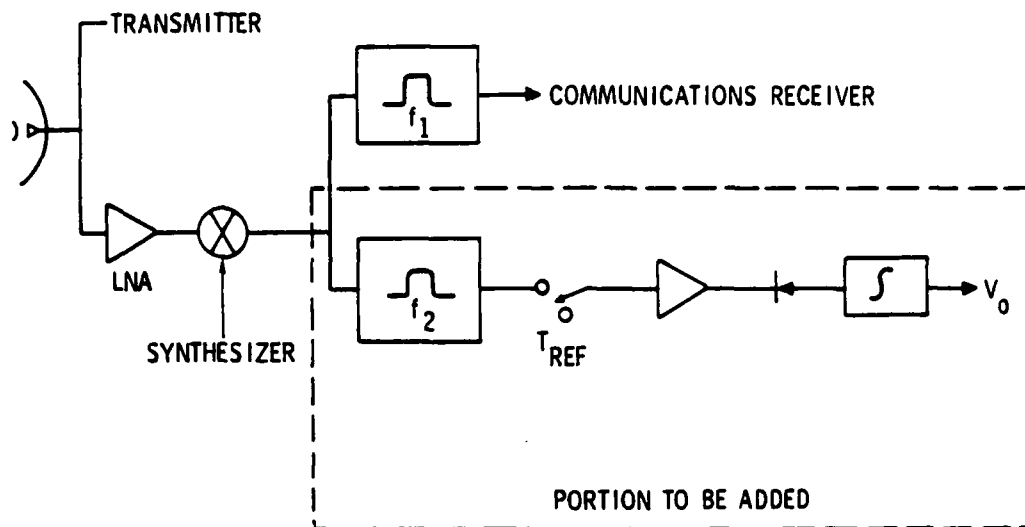 TRANSMITTER
f1
COMMUNICATIONS RECEIVER
LNA
SYNTHESIZER
f2
TREF
∫
V0
PORTION TO BE ADDED